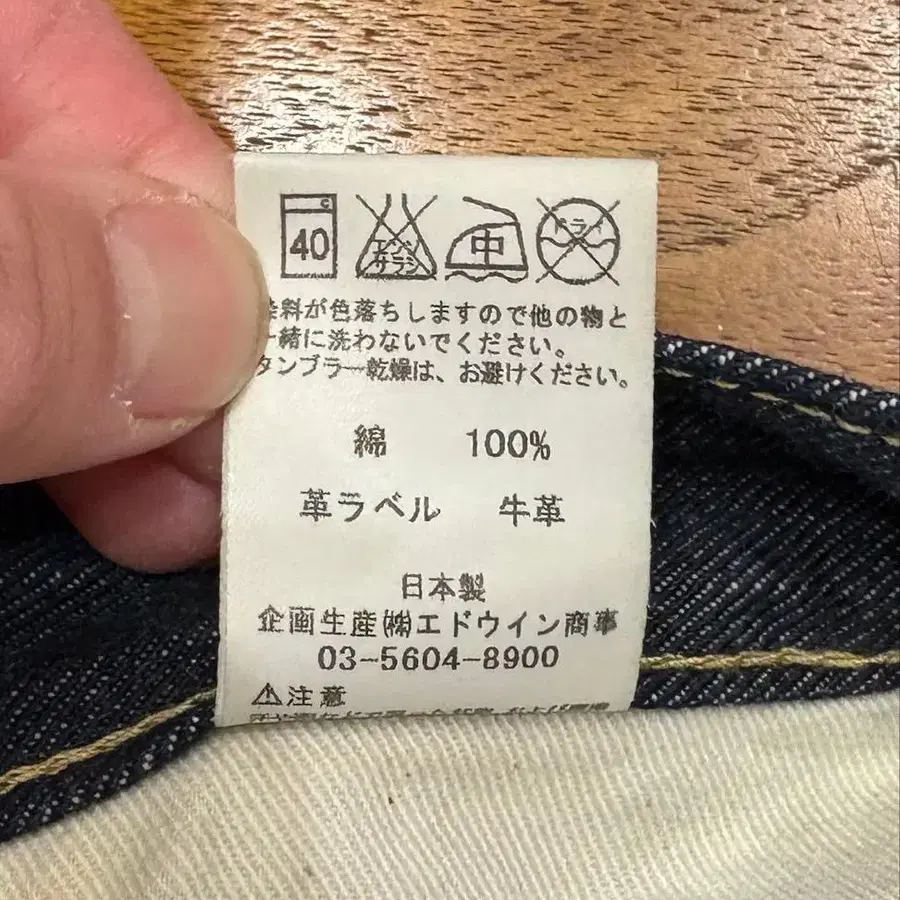 C
40
エンソ
サラシ
中
ドライ
染料が色落ちしますので他の物と
一緒に洗わないでください。
タンブラー乾燥は、お避けください。
綿 100%
革ラベル 牛革
日本製
企画生産㈱エドウイン商事
03-5604-8900
⚠注意